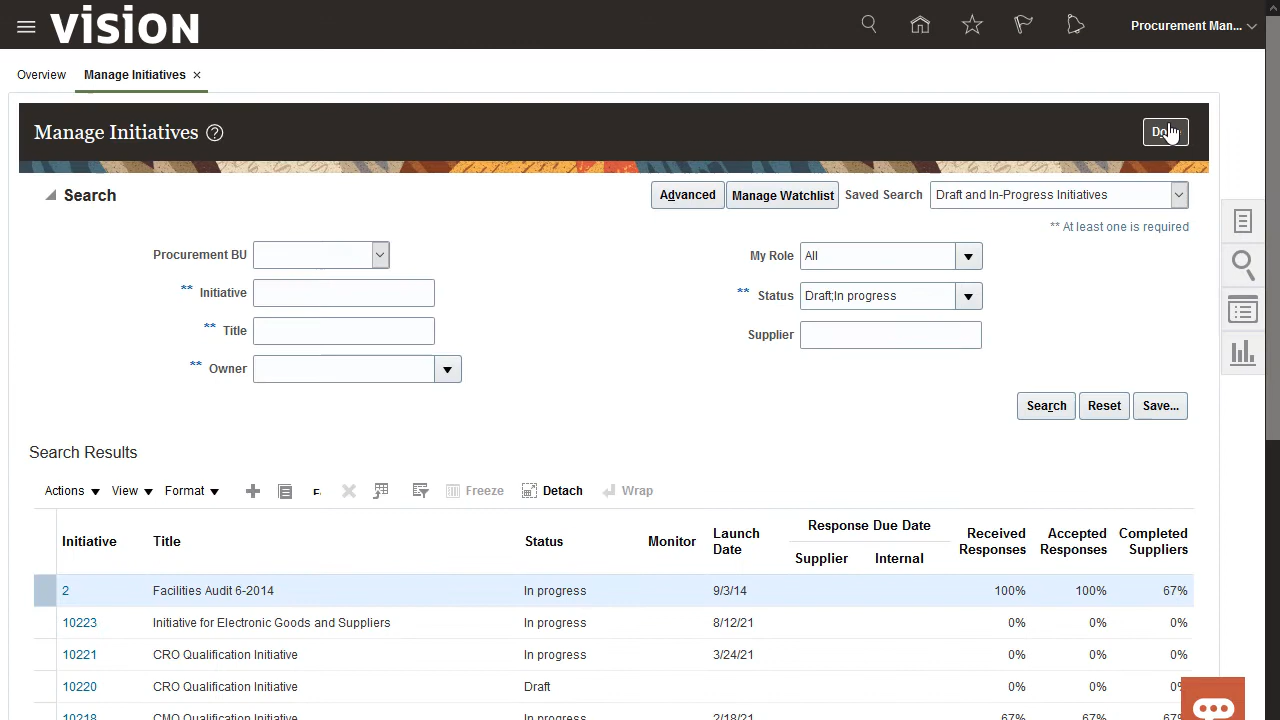 vision
Procurement Man...
Overview
Manage Initiatives ×
Manage Initiatives
Search
Advanced
Manage Watchlist
Saved Search
Draft and In-Progress Initiatives
** At least one is required
Procurement BU
My Role
All
** Initiative
** Status
Draft;In progress
** Title
Supplier
** Owner
Search
Reset
Save...
Search Results
Actions
View
Format
Freeze
Detach
Wrap
Initiative
Title
Status
Monitor
Launch Date
Response Due Date
Supplier
Internal
Received Responses
Accepted Responses
Completed Suppliers
2 Facilities Audit 6-2014 In progress 9/3/14 100% 100% 67%
10223 Initiative for Electronic Goods and Suppliers In progress 8/12/21 0% 0% 0%
10221 CRO Qualification Initiative In progress 3/24/21 0% 0% 0%
10220 CRO Qualification Initiative Draft 0% 0%
10218 CMO Qualification Initiative In progress 2/18/21 67% 67%